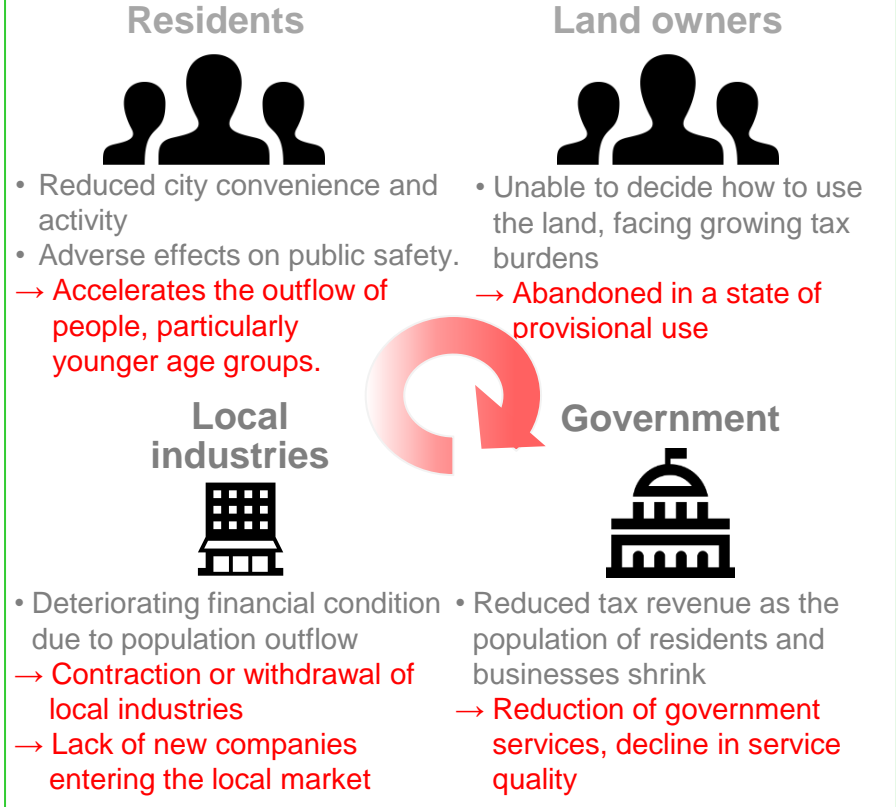 Residents
• Reduced city convenience and
activity
• Adverse effects on public safety.
→ Accelerates the outflow of
people, particularly
younger age groups.
Land owners
• Unable to decide how to use
the land, facing growing tax
burdens
→ Abandoned in a state of
provisional use
Local
industries
• Deteriorating financial condition
due to population outflow
→ Contraction or withdrawal of
local industries
→ Lack of new companies
entering the local market
Government
• Reduced tax revenue as the
population of residents and
businesses shrink
→ Reduction of government
services, decline in service
quality